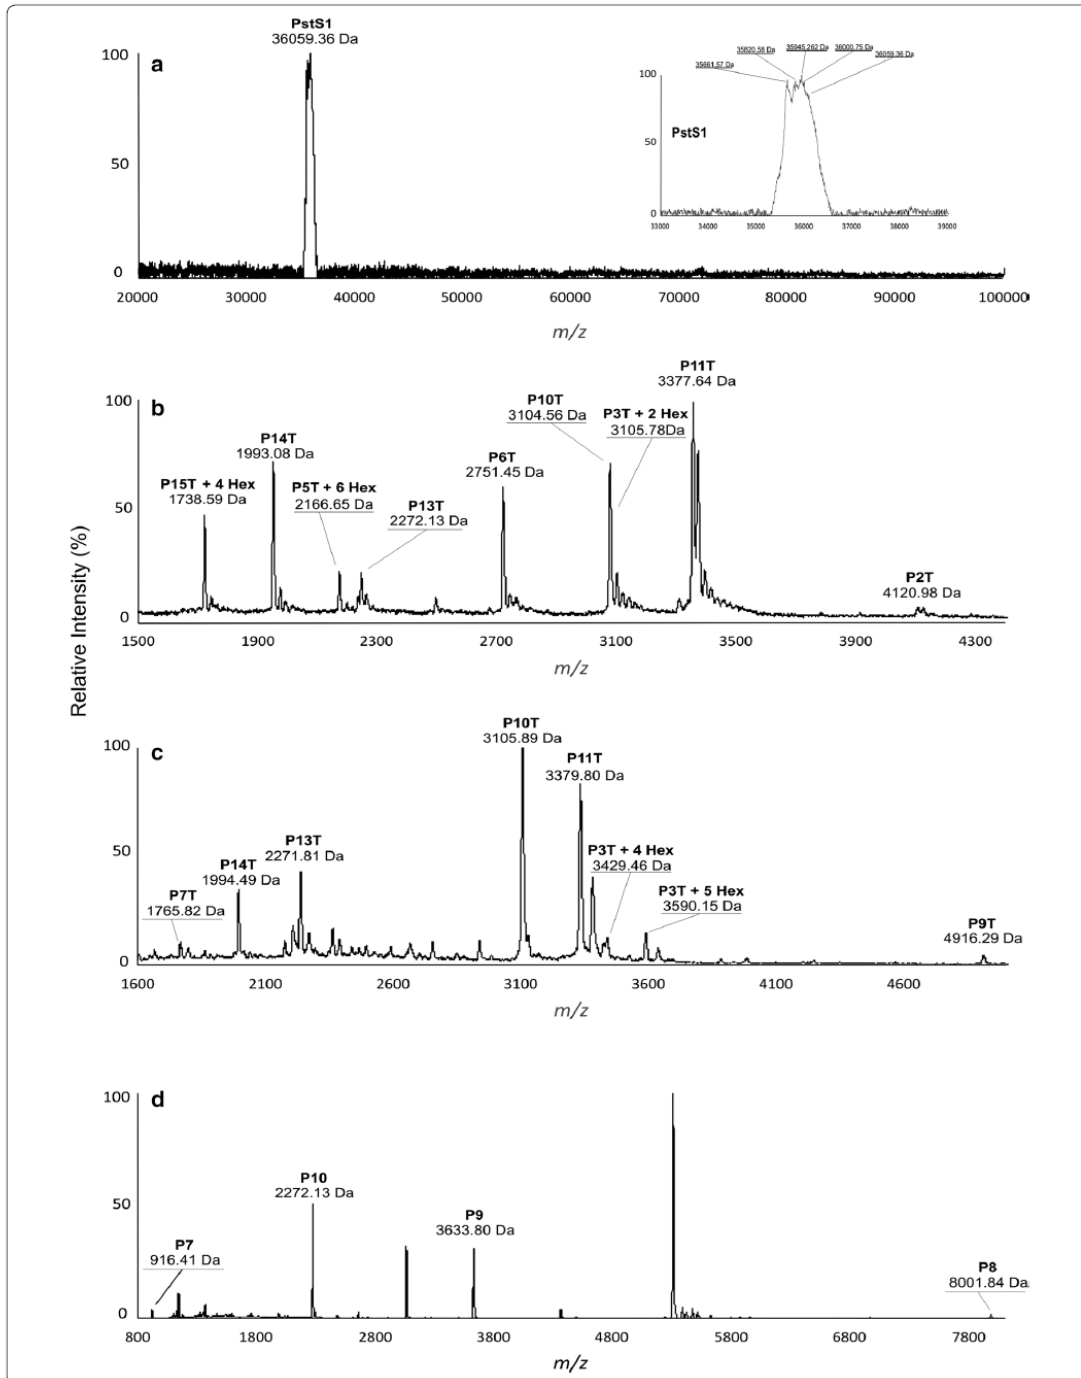 PstS1
36059.36 Da
a
100
50
0
20000 30000 40000 50000 60000 70000 80000 90000 100000
m/z
35661.57 Da
35820.58 Da
35945.262 Da
36000.75 Da
36059.36 Da
100
50
0
PstS1
33000 34000 35000 36000 37000 38000 39000
Relative Intensity (%)
b
100
50
0
P15T + 4 Hex
1738.59 Da
P14T
1993.08 Da
P5T + 6 Hex
2166.65 Da
P13T
2272.13 Da
P6T
2751.45 Da
P10T
3104.56 Da
P3T + 2 Hex
3105.78Da
P11T
3377.64 Da
P2T
4120.98 Da
1500 1900 2300 2700 3100 3500 3900 4300
m/z
c
100
50
0
P7T
1765.82 Da
P14T
1994.49 Da
P13T
2271.81 Da
P10T
3105.89 Da
P11T
3379.80 Da
P3T + 4 Hex
3429.46 Da
P3T + 5 Hex
3590.15 Da
P9T
4916.29 Da
1600 2100 2600 3100 3600 4100 4600
m/z
d
100
50
0
P7
916.41 Da
P10
2272.13 Da
P9
3633.80 Da
P8
8001.84 Da
800 1800 2800 3800 4800 5800 6800 7800
m/z